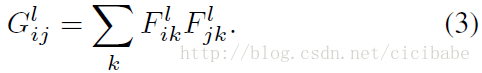 G^l_{ij} = \sum_k F^l_{ik} F^l_{jk}. (3)
http://blog.csdn.net/cicibabe